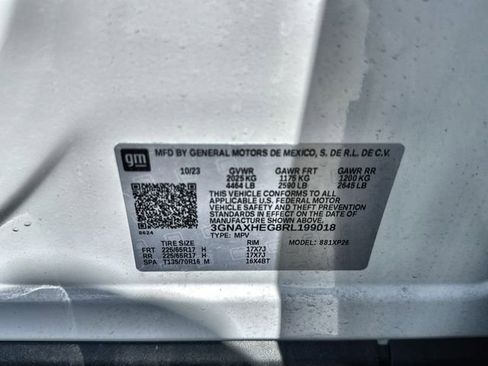 gm MFD BY GENERAL MOTORS DE MEXICO, S. DE R.L. DE C.V.
10/23 GVWR GAWR FRT GAWR RR
2025 KG 1175 KG 1200 KG
4464 LB 2590 LB 2645 LB
THIS VEHICLE CONFORMS TO ALL
APPLICABLE U.S. FEDERAL MOTOR
VEHICLE SAFETY AND THEFT PREVENTION
STANDARDS IN EFFECT ON THE DATE OF
MANUFACTURE SHOWN ABOVE.
3GNAXHEG8RL199018
TYPE: MPV
8624
TIRE SIZE RIM MODEL: 881XP26
FRT 225/65R17 H 17X7J
RR 225/65R17 H 17X7J
SPA T135/70R16 M 16X4BT